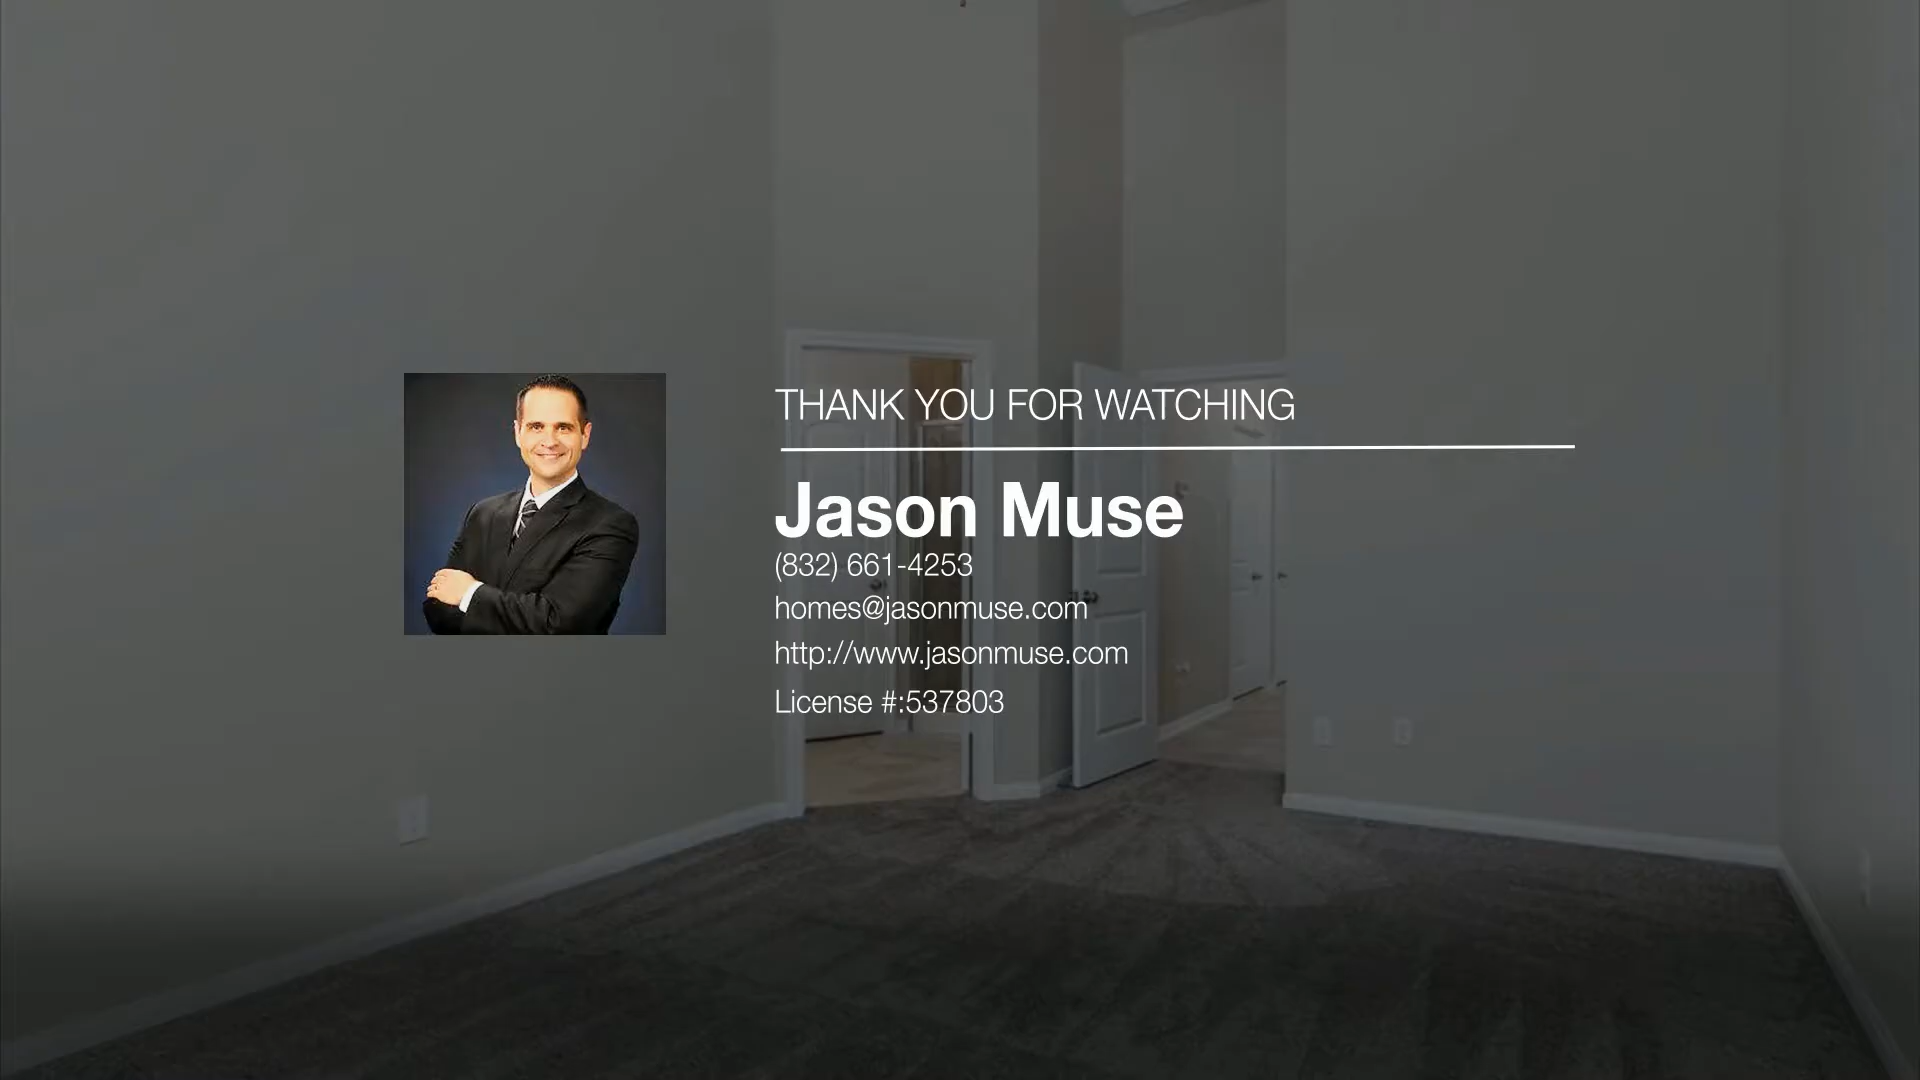 THANK YOU FOR WATCHING
Jason Muse
(832) 661-4253
homes@jasonmuse.com
http://www.jasonmuse.com
License #:537803